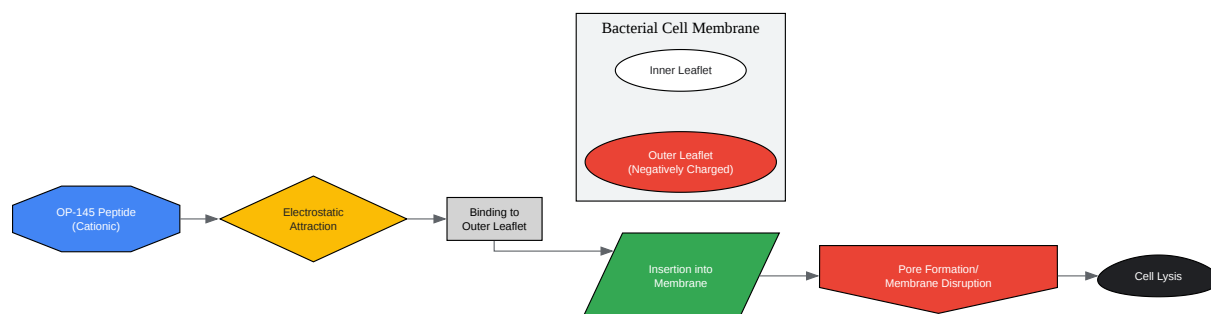 Bacterial Cell Membrane
Inner Leaflet
Outer Leaflet
(Negatively Charged)
OP-145 Peptide
(Cationic)
Electrostatic
Attraction
Binding to
Outer Leaflet
Insertion into
Membrane
Pore Formation/
Membrane Disruption
Cell Lysis